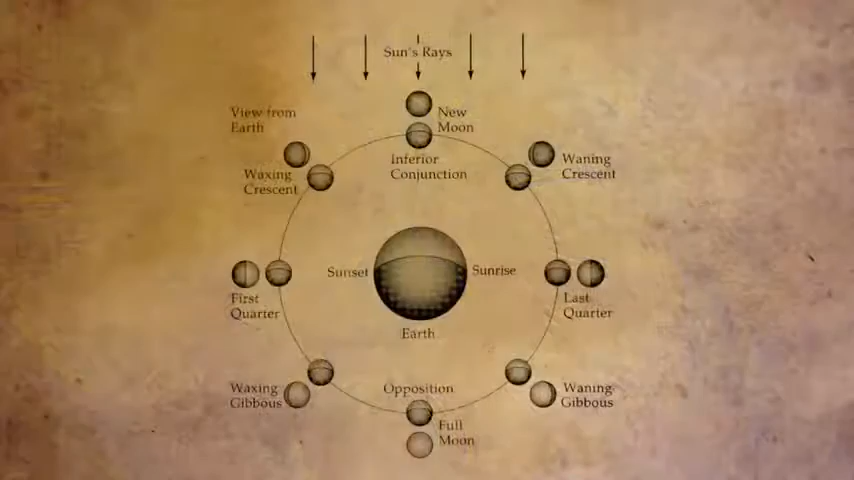 Sun's Rays
View from
Earth
New
Moon
Inferior
Conjunction
Waxing
Crescent
Waning
Crescent
Sunset
Sunrise
First
Quarter
Last
Quarter
Earth
Waxing
Gibbous
Opposition
Waning
Gibbous
Full
Moon